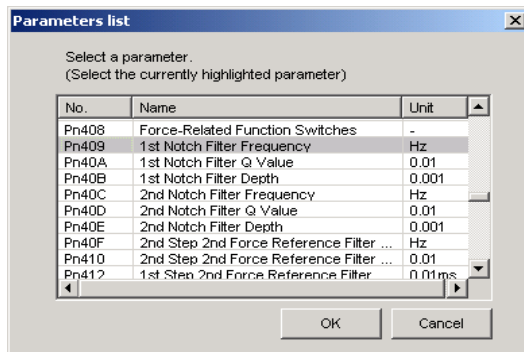 Parameters list
Select a parameter.
(Select the currently highlighted parameter)
No. Name Unit
Pn408 Force-Related Function Switches -
Pn409 1st Notch Filter Frequency Hz
Pn40A 1st Notch Filter Q Value 0.01
Pn40B 1st Notch Filter Depth 0.001
Pn40C 2nd Notch Filter Frequency Hz
Pn40D 2nd Notch Filter Q Value 0.01
Pn40E 2nd Notch Filter Depth 0.001
Pn40F 2nd Step 2nd Force Reference Filter ... Hz
Pn410 2nd Step 2nd Force Reference Filter ... 0.01
Pn412 1st Step 2nd Force Reference Filter 0.01ms
OK Cancel